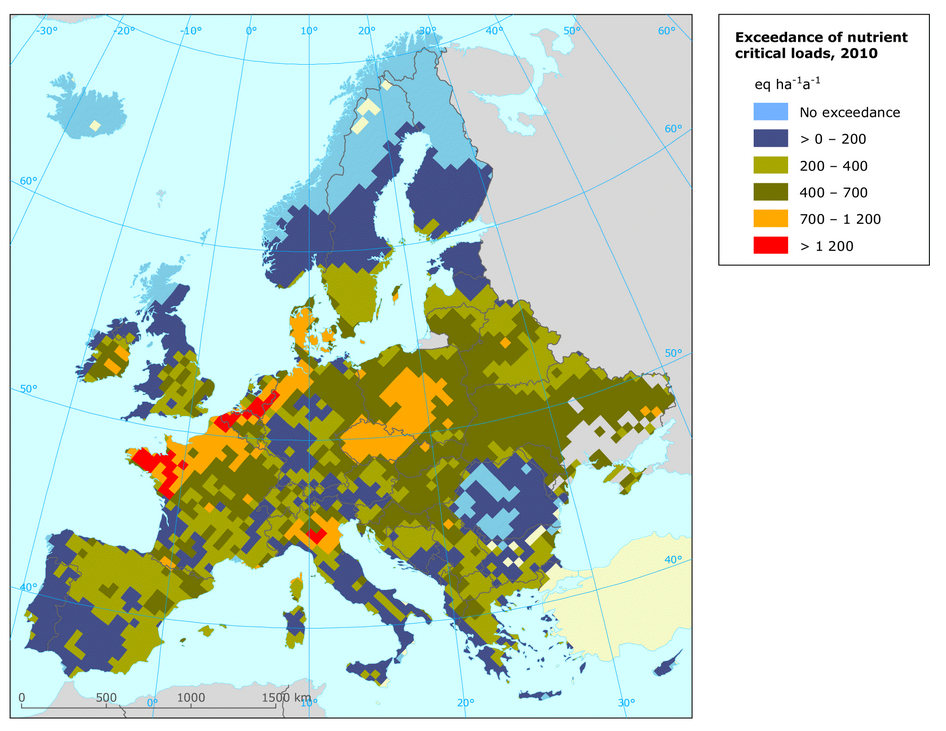 -30°
-20°
-10°
0°
10°
20°
30°
40°
50°
60°
60°
60°
50°
50°
40°
40°
0
500
1000
1500 km
0°
10°
20°
30°
Exceedance of nutrient
critical loads, 2010
eq ha⁻¹a⁻¹
No exceedance
> 0 – 200
200 – 400
400 – 700
700 – 1 200
> 1 200